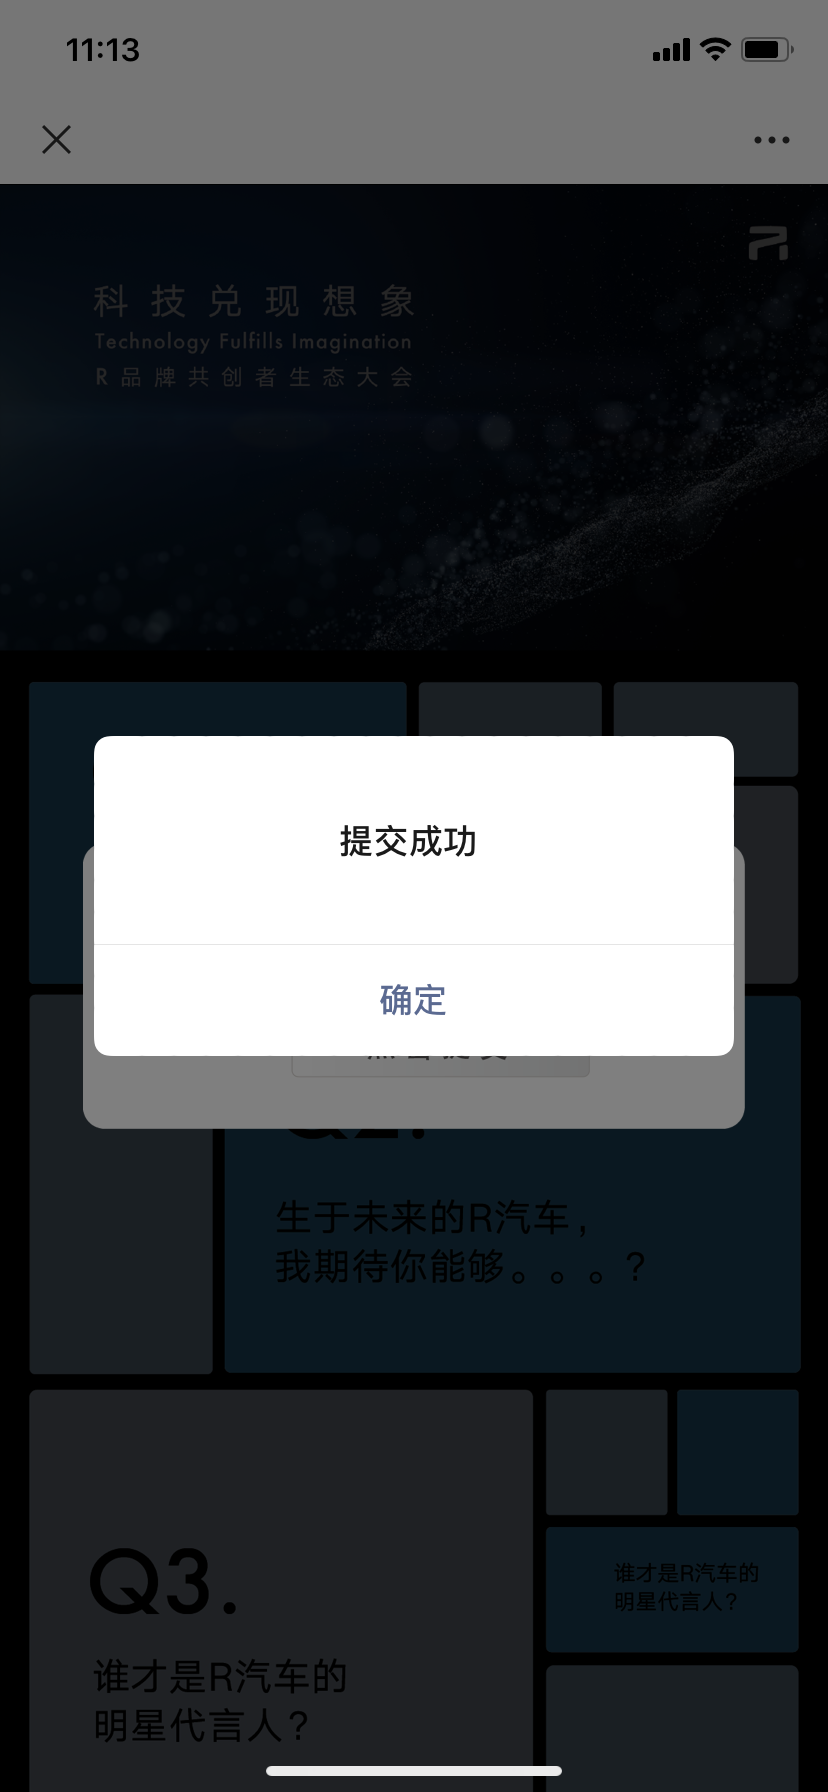 11:13
科技兑现想象
Technology Fulfills Imagination
R品牌共创者生态大会
提交成功
确定
生于未来的R汽车，
我期待你能够。。。?
Q3.
谁才是R汽车的
明星代言人?
谁才是R汽车的
明星代言人?